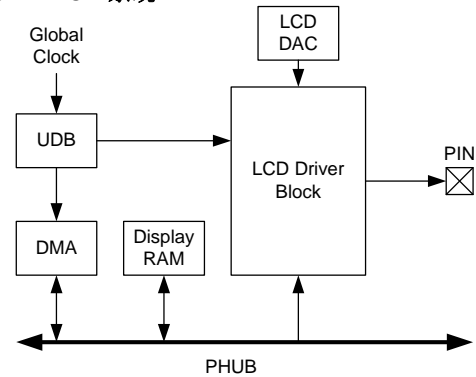 LCD
DAC
Global
Clock
UDB
LCD Driver
Block
PIN
DMA
Display
RAM
PHUB